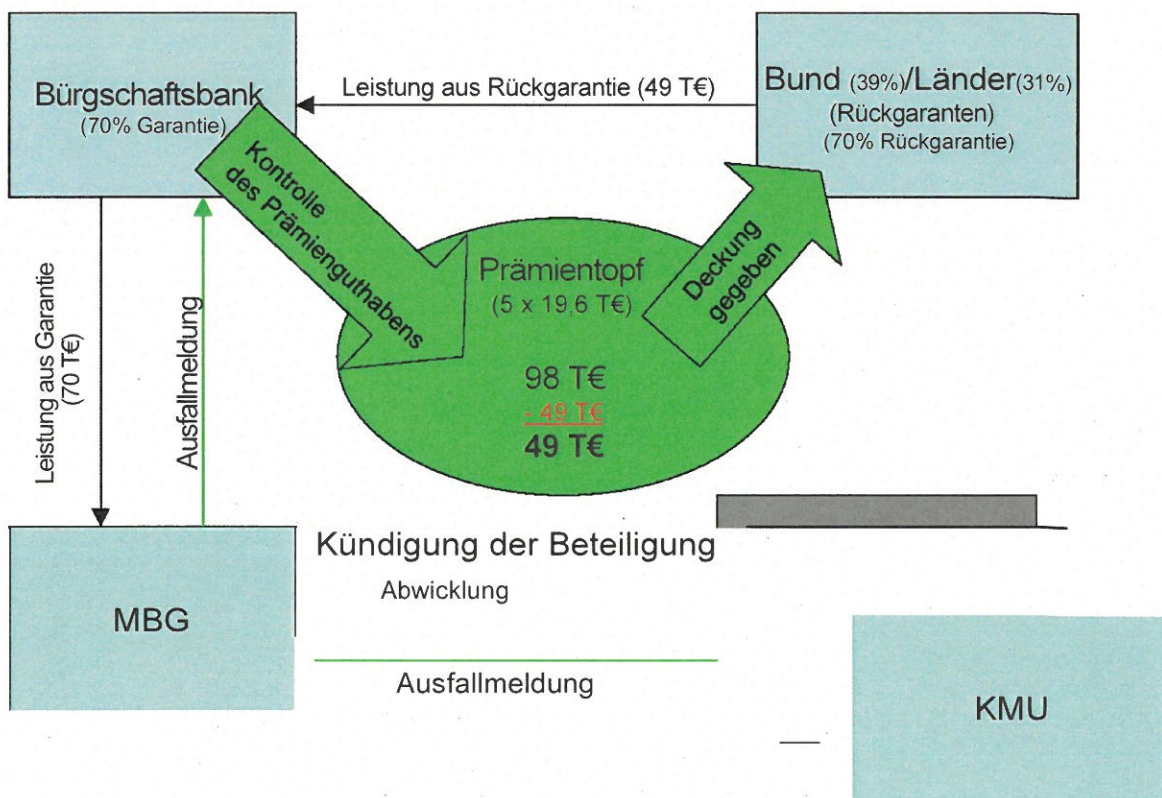 Bürgschaftsbank
(70% Garantie)
Leistung aus Rückgarantie (49 T€)
Bund (39%)/Länder(31%)
(Rückgaranten)
(70% Rückgarantie)
Kontrolle
des Prämienguthabens
Prämientopf
(5 x 19,6 T€)
Deckung
gegeben
98 T€
- 49 T€
49 T€
Leistung aus Garantie
(70 T€)
Ausfallmeldung
Kündigung der Beteiligung
Abwicklung
MBG
Ausfallmeldung
KMU